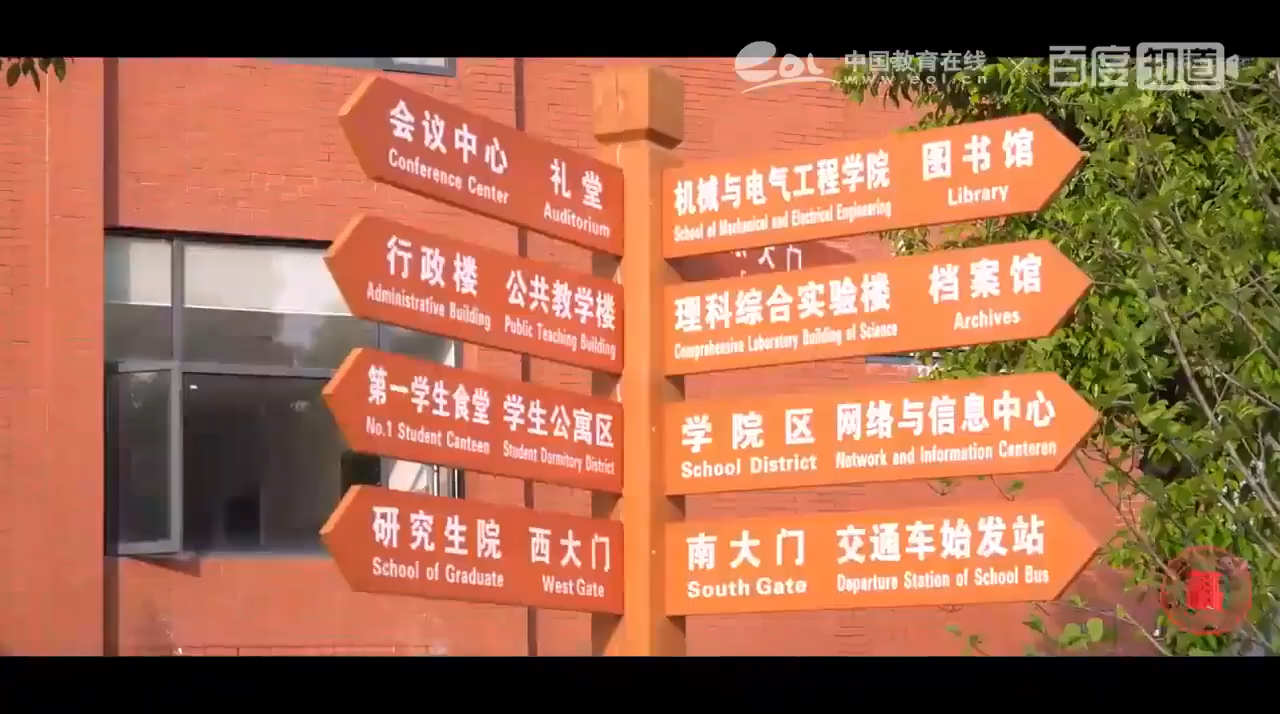 eol 中国教育在线
www.eol.cn
×
百度 知道
会议中心 礼堂
Conference Center Auditorium
行政楼 公共教学楼
Administrative Building Public Teaching Building
第一学生食堂 学生公寓区
No.1 Student Canteen Student Dormitory District
研究生院 西大门
School of Graduate West Gate
机械与电气工程学院 图书馆
School of Mechanical and Electrical Engineering Library
大门
理科综合实验楼 档案馆
Comprehensive Laboratory Building of Science Archives
学院区 网络与信息中心
School District Network and Information Centeren
南大门 交通车始发站
South Gate Departure Station of School Bus